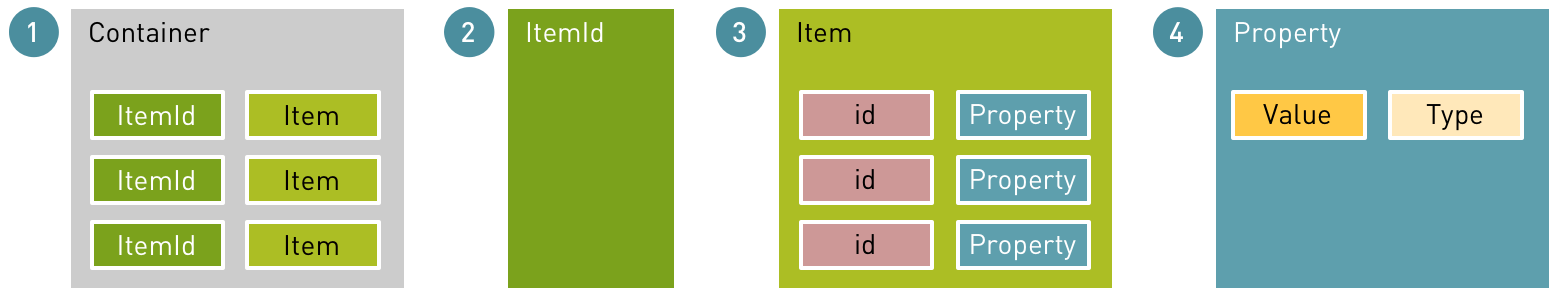 1 Container
ItemId Item
ItemId Item
ItemId Item
2 ItemId
3 Item
id Property
id Property
id Property
4 Property
Value Type